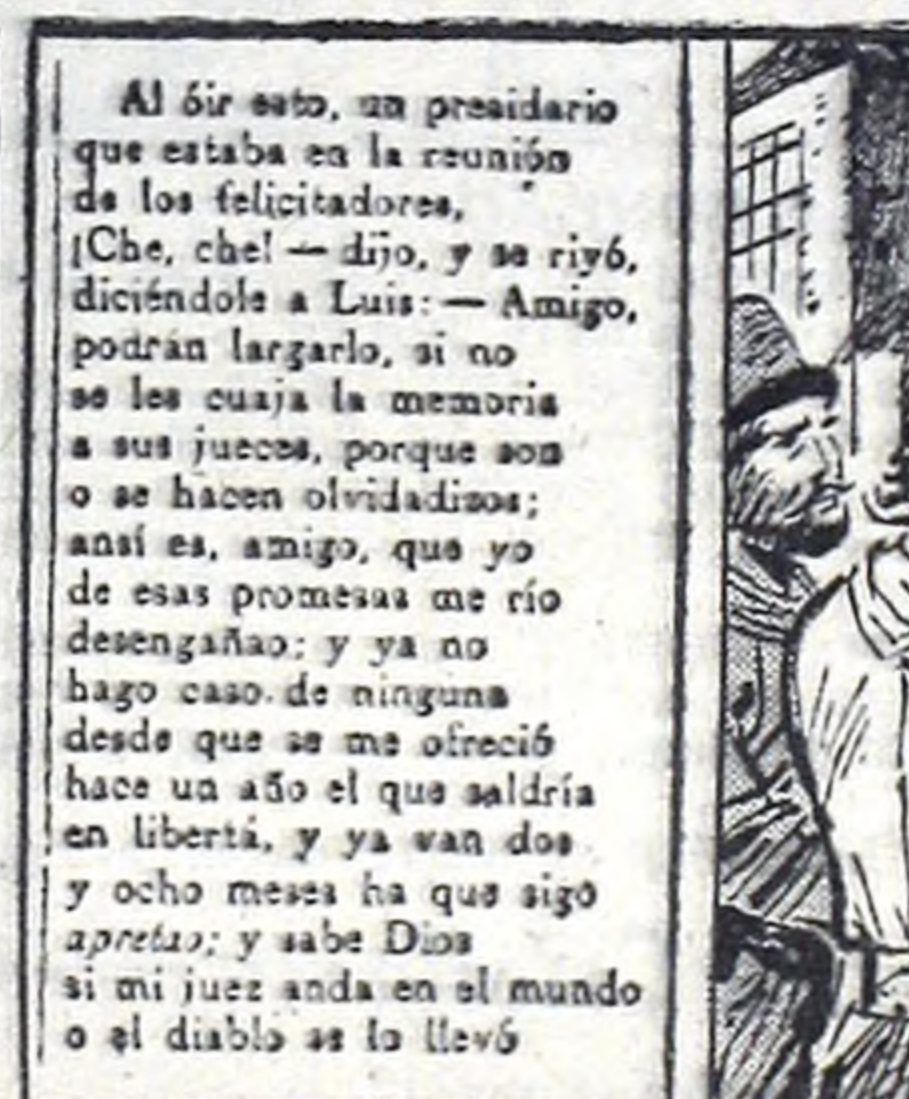 Al óir esto, un presidario
que estaba en la reunión
de los felicitadores,
¡Che, che! — dijo, y se riyó,
diciéndole a Luis: — Amigo,
podrán largarlo, si no
se les cuaja la memoria
a sus jueces, porque son
o se hacen olvidadisos;
ansí es, amigo, que yo
de esas promesas me río
desengañao; y ya no
hago caso de ninguna
desde que se me ofreció
hace un año el que saldría
en libertá, y ya van dos
y ocho meses ha que sigo
apretao; y sabe Dios
si mi juez anda en el mundo
o el diablo se lo llevó